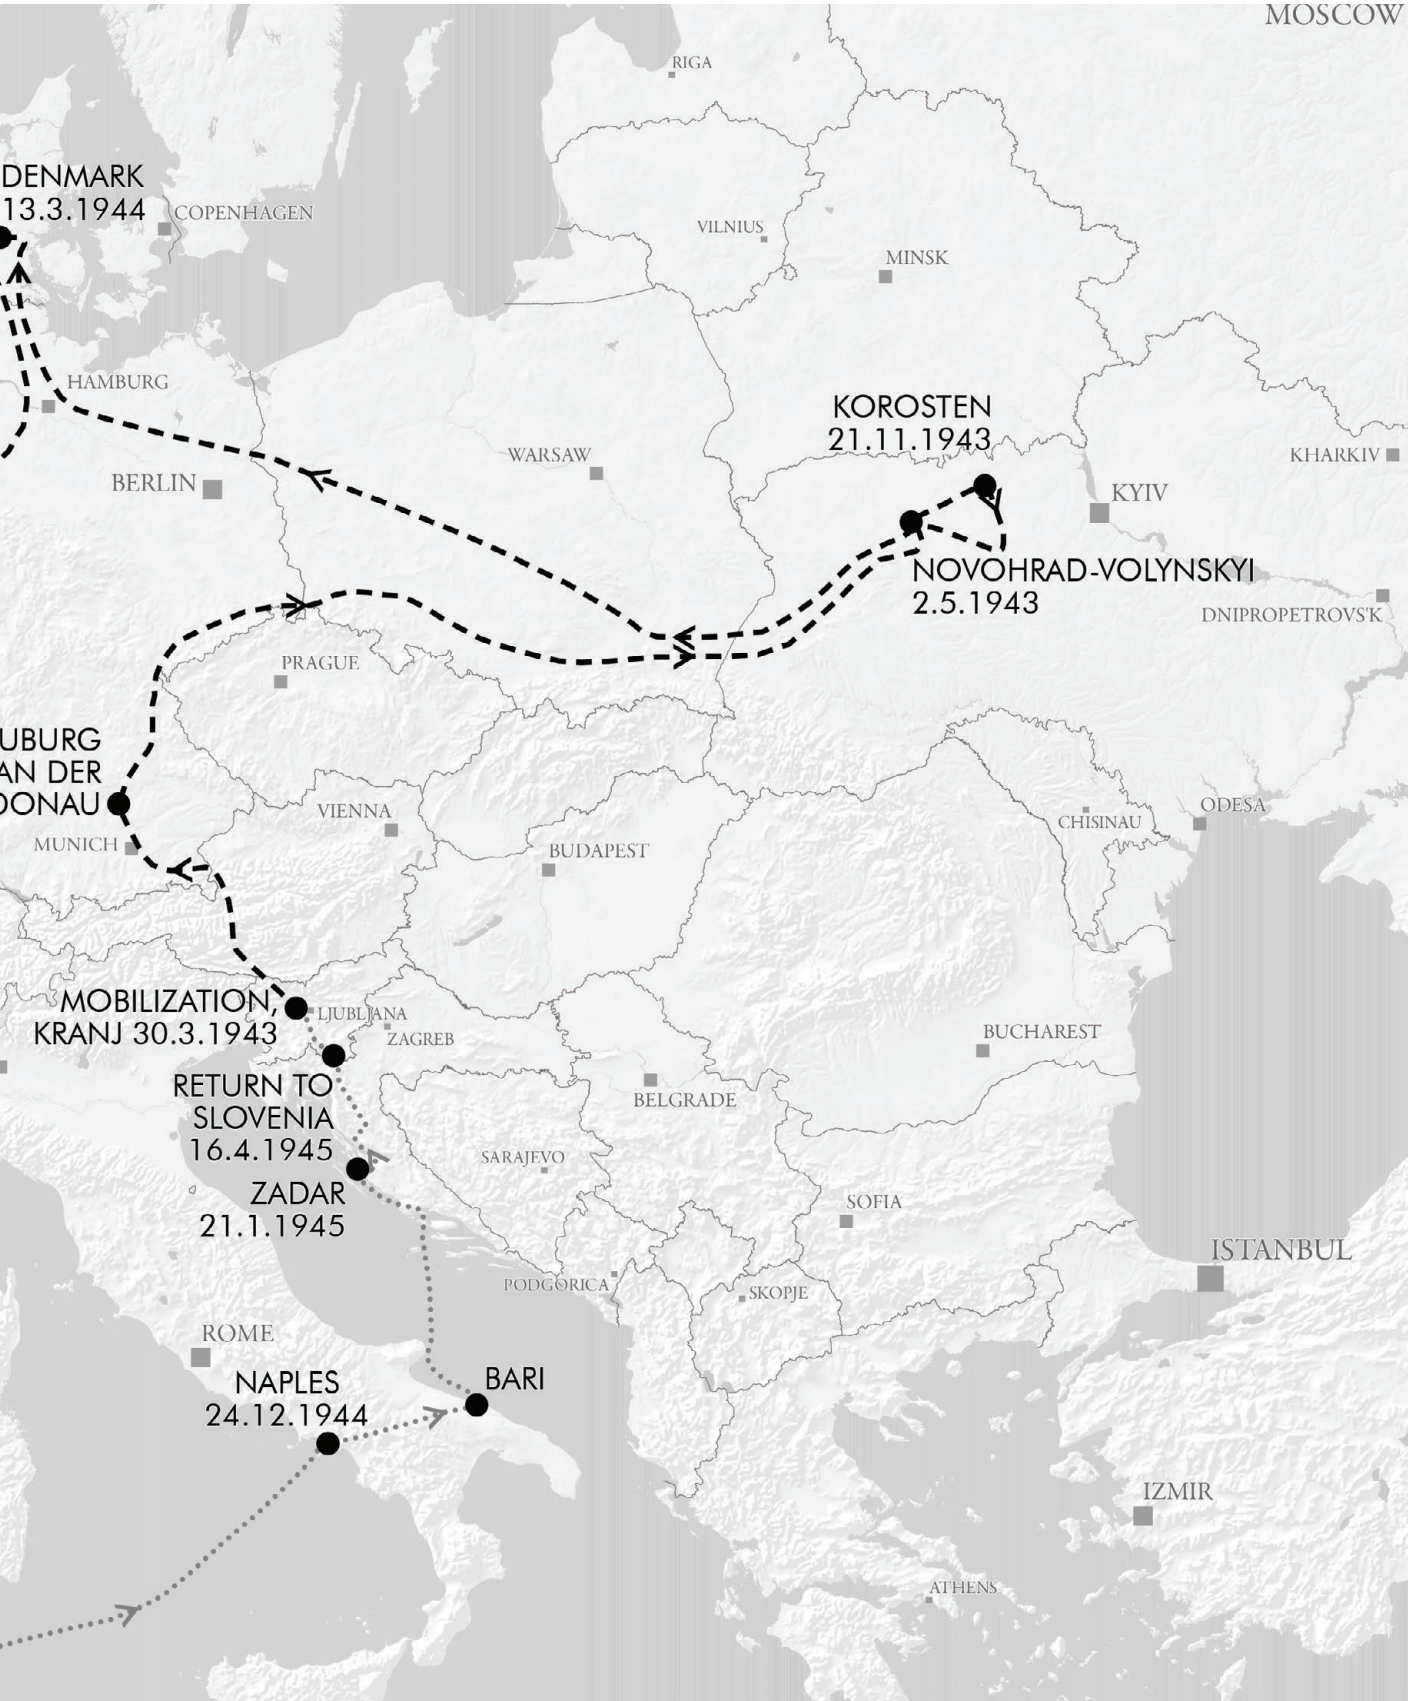 MOSCOW
RIGA
DENMARK
13.3.1944
COPENHAGEN
VILNIUS
MINSK
HAMBURG
KOROSTEN
21.11.1943
WARSAW
KHARKIV
BERLIN
KYIV
NOVOHRAD-VOLYNSKYI
2.5.1943
DNIPROPETROVS'K
PRAGUE
UBURG
AN DER
DONAU
VIENNA
ODESA
CHISINAU
MUNICH
BUDAPEST
MOBILIZATION,
KRANJ 30.3.1943
LJUBLJANA
ZAGREB
BUCHAREST
RETURN TO
SLOVENIA
16.4.1945
BELGRADE
SARAJEVO
ZADAR
21.1.1945
SOFIA
ISTANBUL
PODGORICA
SKOPJE
ROME
NAPLES
24.12.1944
BARI
IZMIR
ATHENS